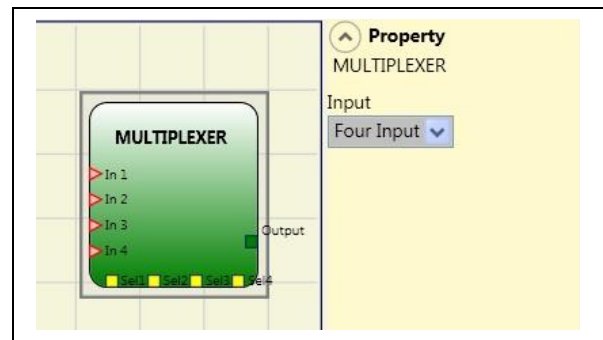 Property
MULTIPLEXER
Input
Four Input
MULTIPLEXER
In 1
In 2
In 3
In 4
Output
Sel1 Sel2 Sel3 Sel4